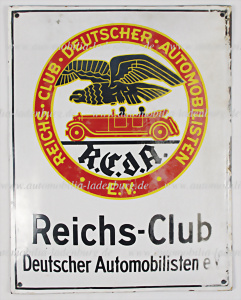 REICHS · CLUB · DEUTSCHER · AUTOMOBILISTEN
R.C.d.A.
E.V.
Reichs-Club
Deutscher Automobilisten e.V.